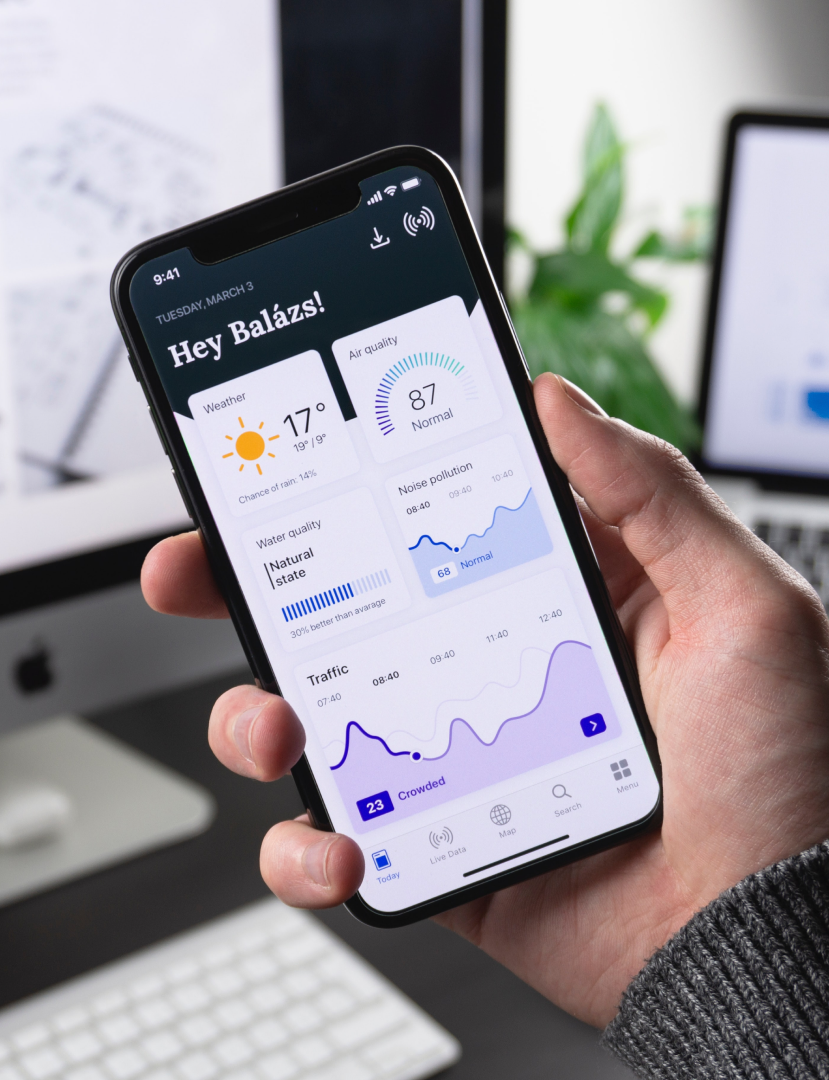 9:41
TUESDAY, MARCH 3
Hey Balázs!
Weather
17°
19° / 9°
Chance of rain: 14%
Air quality
87
Normal
Water quality
Natural
state
30% better than avarage
Noise pollution
08:40 09:40 10:40
68 Normal
Traffic
07:40 08:40 09:40 11:40 12:40
23 Crowded
Today
Live Data
Map
Search
Menu